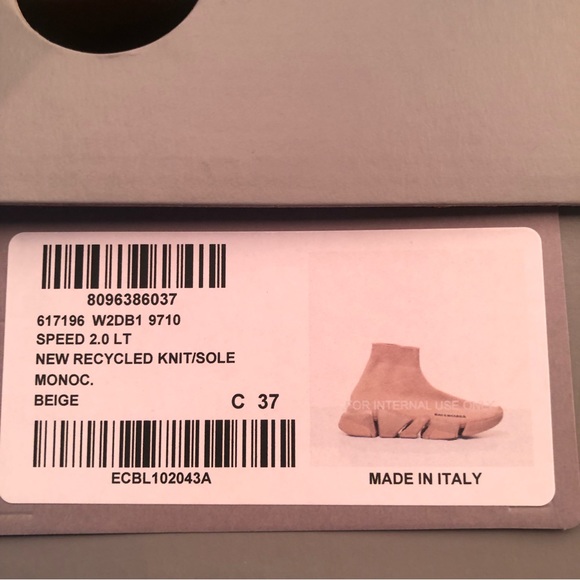 8096386037
617196 W2DB1 9710
SPEED 2.0 LT
NEW RECYCLED KNIT/SOLE
MONOC.
BEIGE C 37
ECBL102043A
FOR INTERNAL USE ONLY
BALENCIAGA
MADE IN ITALY